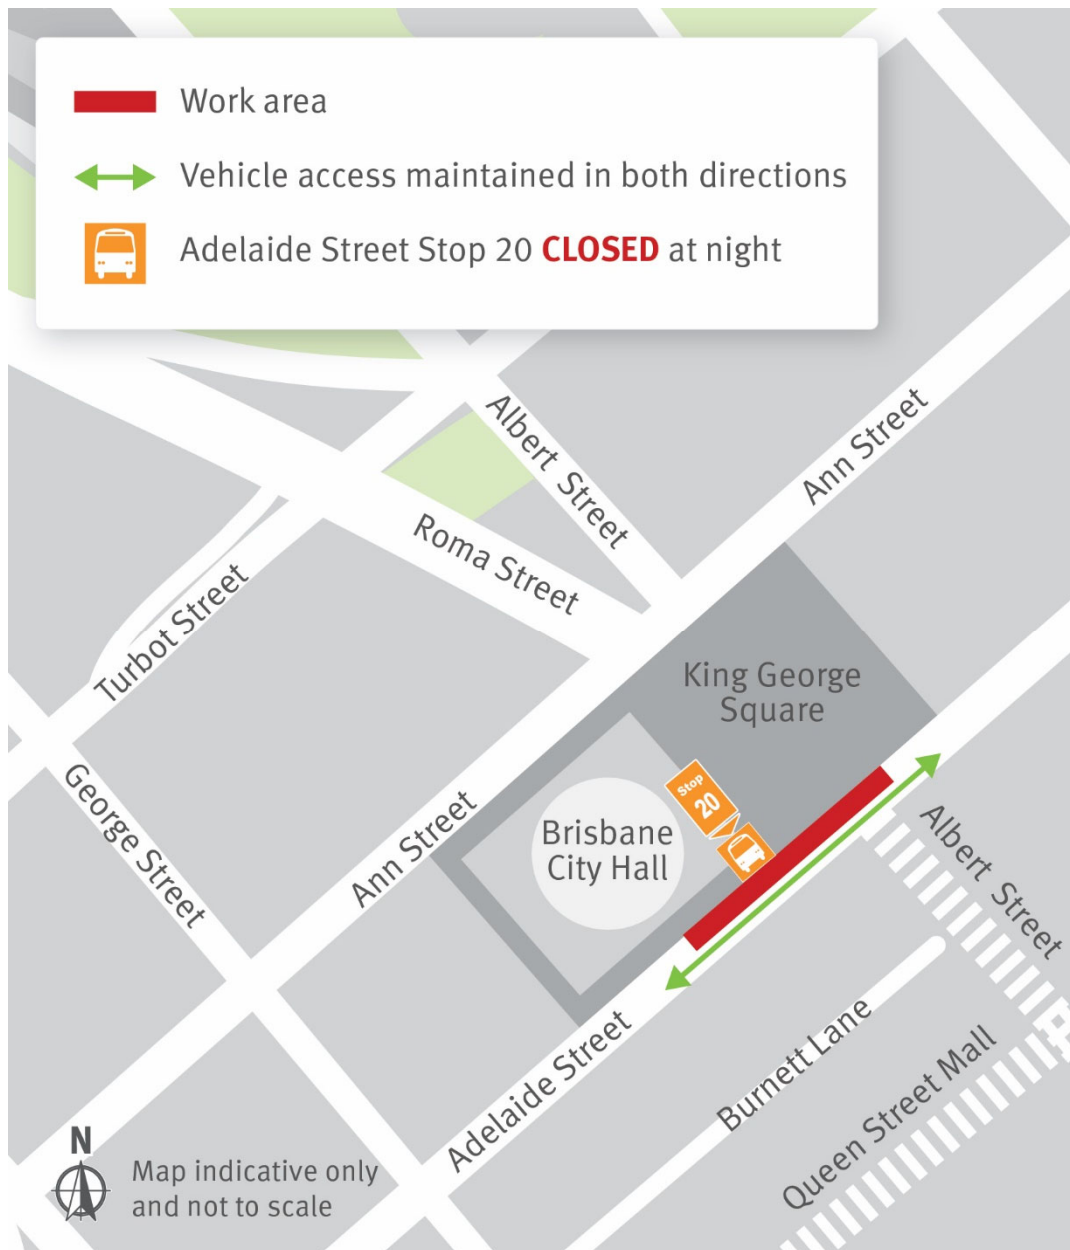 Work area
Vehicle access maintained in both directions
Adelaide Street Stop 20 CLOSED at night
Albert Street
Ann Street
Roma Street
Turbot Street
King George
Square
George Street
Ann Street
Stop
20
Brisbane
City Hall
Albert Street
Adelaide Street
Burnett Lane
Queen Street Mall
N
Map indicative only
and not to scale